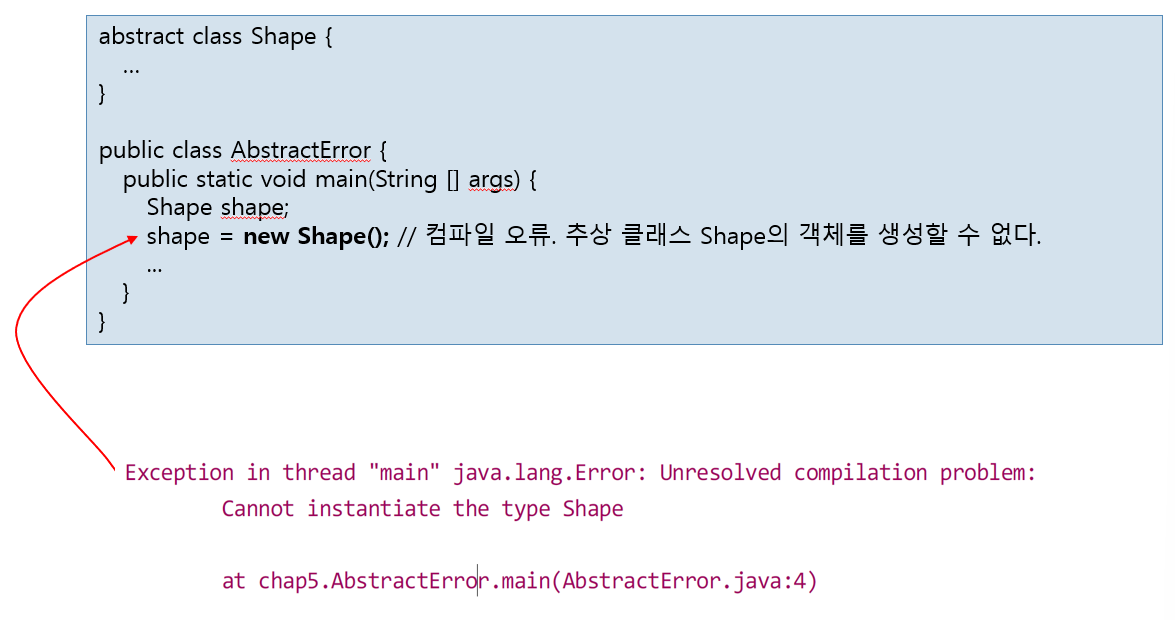 abstract class Shape {
...
}
public class AbstractError {
public static void main(String [] args) {
Shape shape;
shape = new Shape(); // 컴파일 오류. 추상 클래스 Shape의 객체를 생성할 수 없다.
...
}
}
Exception in thread "main" java.lang.Error: Unresolved compilation problem:
Cannot instantiate the type Shape
at chap5.AbstractError.main(AbstractError.java:4)